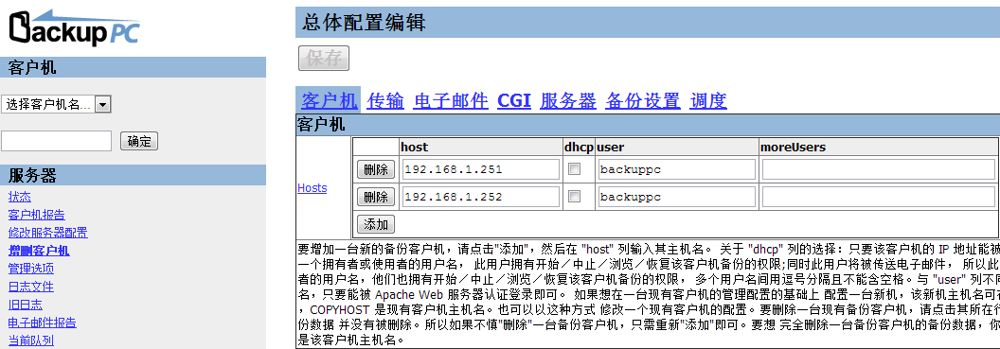 BackupPC
客户机
选择客户机名...
确定
服务器
状态
客户机报告
修改服务器配置
增删客户机
管理选项
日志文件
旧日志
电子邮件报告
当前队列
总体配置编辑
保存
客户机 传输 电子邮件 CGI 服务器 备份设置 调度
客户机
host dhcp user moreUsers
Hosts
删除 192.168.1.251 backuppc
删除 192.168.1.252 backuppc
添加
要增加一台新的备份客户机，请点击"添加"，然后在 "host" 列输入其主机名。 关于 "dhcp" 列的选择：只要该客户机的 IP 地址能被
一个拥有者或使用者的用户名， 此用户拥有开始／中止／浏览／恢复该客户机备份的权限;同时此用户将被传送电子邮件， 所以此
者的用户名，他们也拥有开始／中止／浏览／恢复该客户机备份的权限， 多个用户名间用逗号分隔且不能含空格。与 "user" 列不同
名，只要能被 Apache Web 服务器认证登录即可。 如果想在一台现有客户机的管理配置的基础上 配置一台新机，该新机主机名可在
，COPYHOST 是现有客户机主机名。也可以以这种方式 修改一个现有客户机的配置。要删除一台现有备份客户机，请点击其所在行
份数据 并没有被删除。所以如果不慎"删除"一台备份客户机，只需重新"添加"即可。要想 完全删除一台备份客户机的备份数据，你
是该客户机主机名。